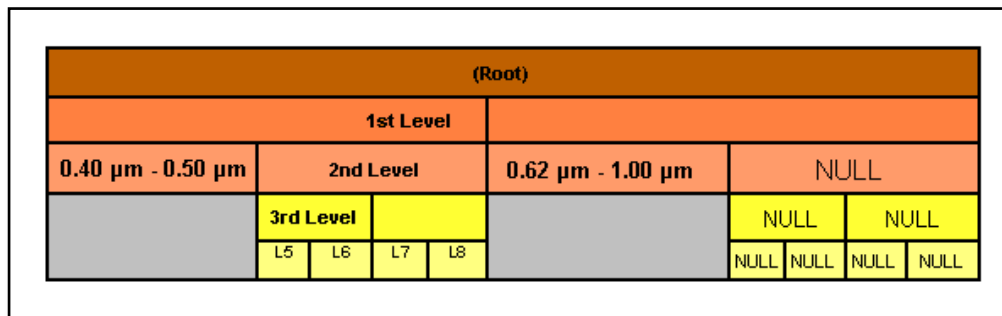 (Root)
1st Level
0.40 µm - 0.50 µm 2nd Level 0.62 µm - 1.00 µm NULL
3rd Level NULL NULL
L5 L6 L7 L8 NULL NULL NULL NULL